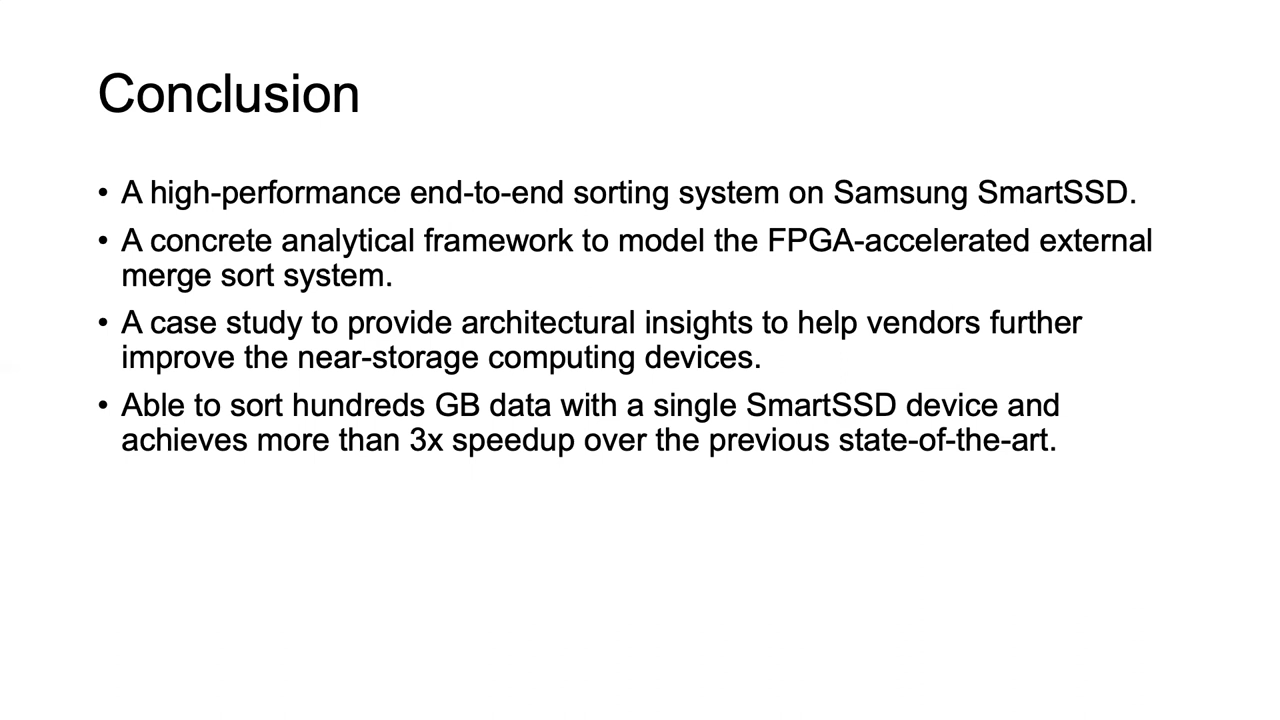 Conclusion
• A high-performance end-to-end sorting system on Samsung SmartSSD.
• A concrete analytical framework to model the FPGA-accelerated external
merge sort system.
• A case study to provide architectural insights to help vendors further
improve the near-storage computing devices.
• Able to sort hundreds GB data with a single SmartSSD device and
achieves more than 3x speedup over the previous state-of-the-art.